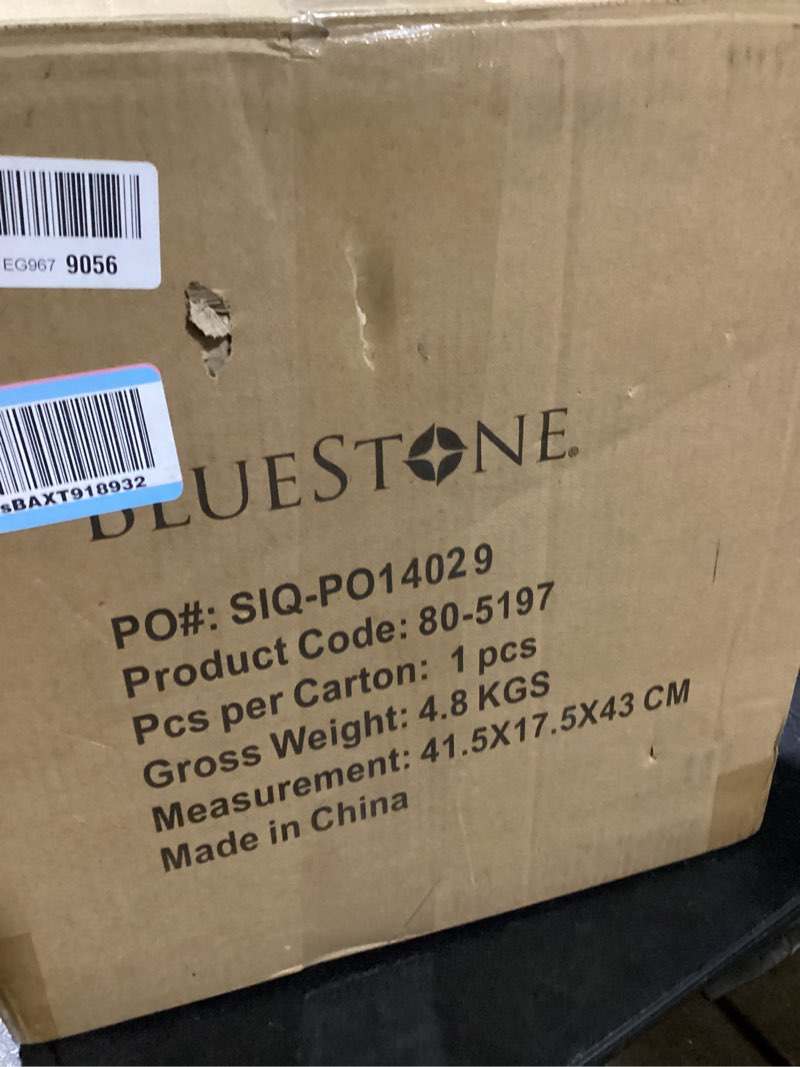 EG967 9056
sBAXT918932
BLUESTONE®
PO#: SIQ-PO14029
Product Code: 80-5197
Pcs per Carton: 1 pcs
Gross Weight: 4.8 KGS
Measurement: 41.5X17.5X43 CM
Made in China